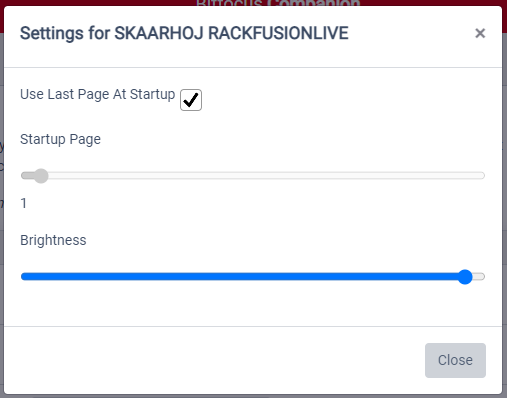 Bitfocus Companion
Settings for SKAARHOJ RACKFUSIONLIVE
×
Use Last Page At Startup
Startup Page
1
Brightness
Close